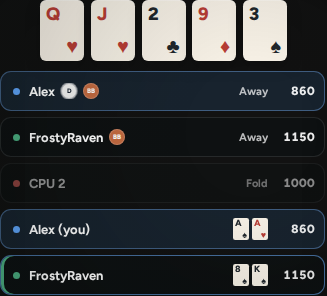 Q J 2 9 3
Alex D BB Away 860
FrostyRaven BB Away 1150
CPU 2 Fold 1000
Alex (you) A A 860
FrostyRaven 8 K 1150